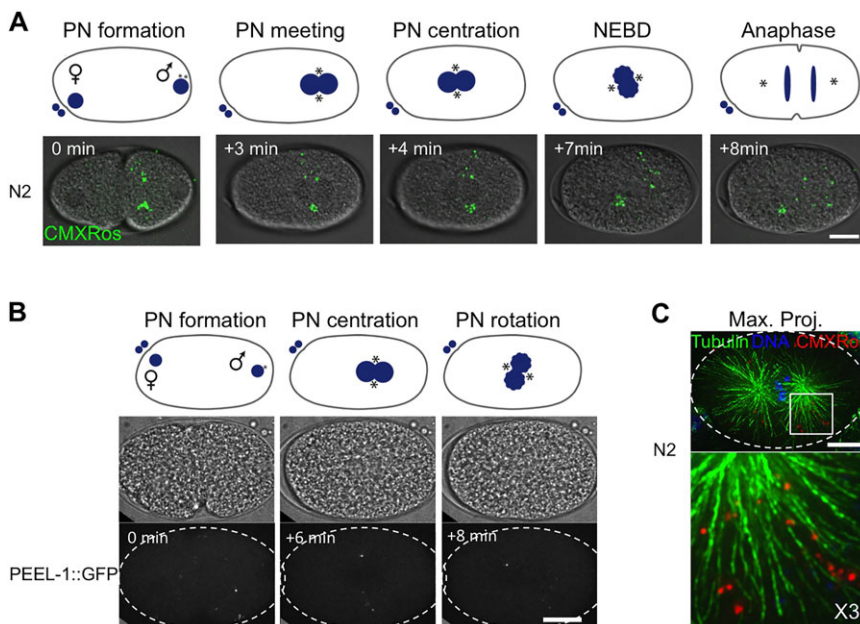 A
PN formation PN meeting PN centration NEBD Anaphase
♀ ♂ ** * * * * * * * *
0 min +3 min +4 min +7min +8min
N2
CMXRos
B
PN formation PN centration PN rotation
♀ ♂ * * * * *
0 min +6 min +8 min
PEEL-1::GFP
C
Max. Proj.
Tubulin DNA CMXRo
N2
X3